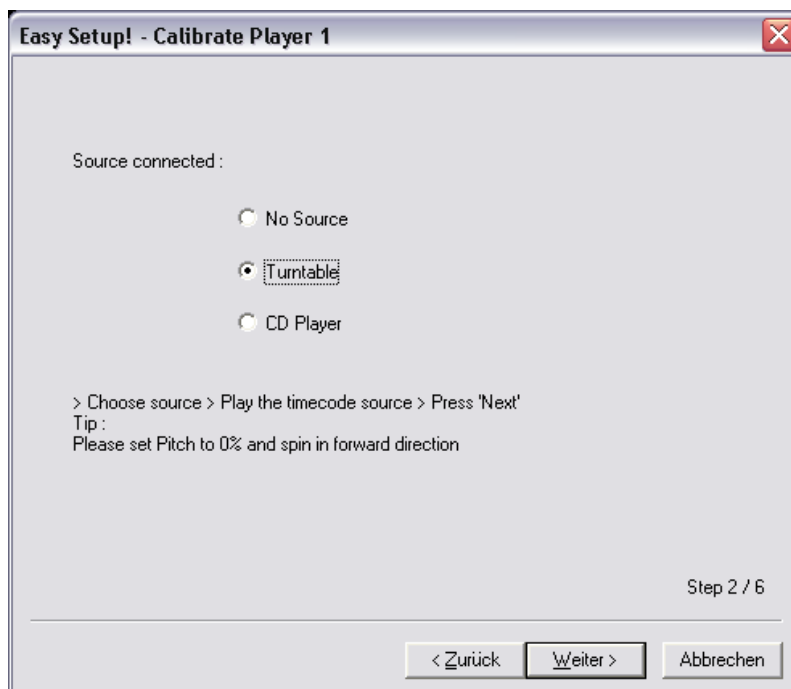 Easy Setup! - Calibrate Player 1
Source connected :
No Source
Turntable
CD Player
> Choose source > Play the timecode source > Press 'Next'
Tip :
Please set Pitch to 0% and spin in forward direction
Step 2 / 6
< Zurück Weiter > Abbrechen